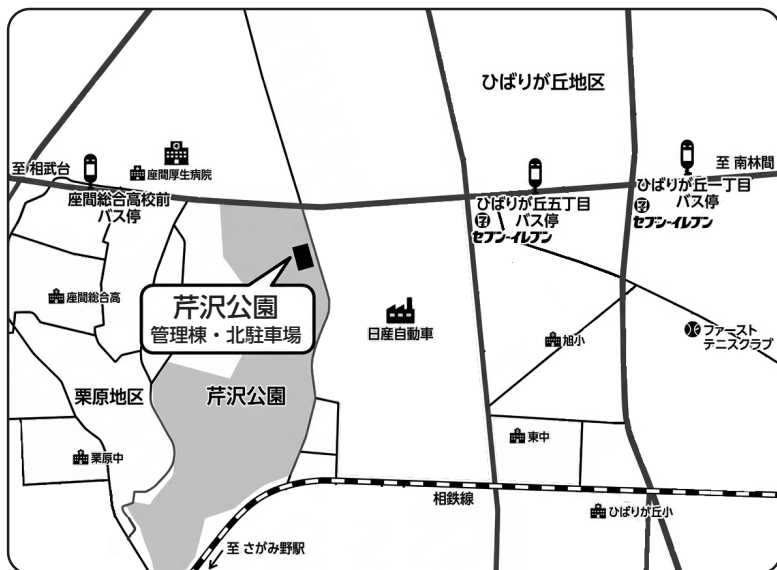 ひばりが丘地区
至 相武台
座間厚生病院
至 南林間
座間総合高校前
バス停
ひばりが丘五丁目
バス停
セブン-イレブン
ひばりが丘一丁目
バス停
セブン-イレブン
座間総合高
芹沢公園
管理棟・北駐車場
日産自動車
旭小
ファースト
テニスクラブ
栗原地区
芹沢公園
東中
栗原中
相鉄線
ひばりが丘小
至 さがみ野駅